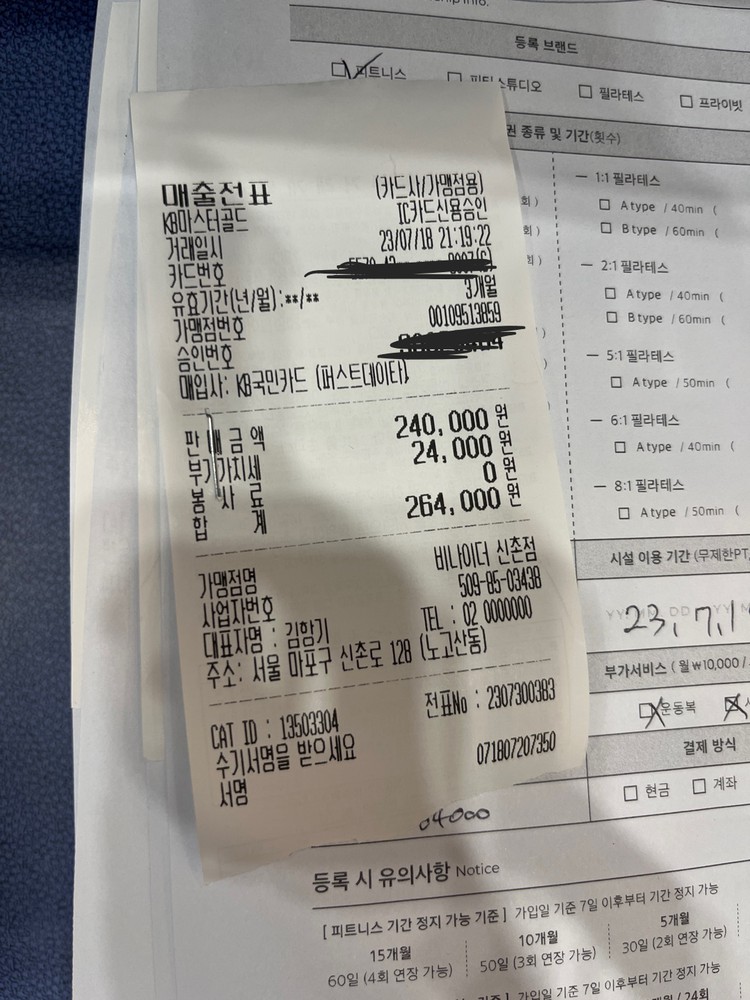 등록 브랜드
피트니스
필라테스
프라이빗
종류 및 기간(횟수)
매출전표 (카드사/가맹점용)
KB마스터골드 IC카드신용승인
거래일시 23/07/18 21:19:22
카드번호
유효기간(년/월):**/** 3개월
가맹점번호 00109513859
승인번호
매입사: KB국민카드 (퍼스트데이타)
판매금액 240,000 원
부가가치세 24,000 원
봉사료 0 원
합계 264,000 원
가맹점명 비나이더 신촌점
사업자번호 509-85-03438
대표자명 : 김함기 TEL : 02 0000000
주소: 서울 마포구 신촌로 128 (노고산동)
전표No : 2307300383
CAT ID : 13503304
수기서명을 받으세요 071807207350
서명
04000
1:1 필라테스
A type / 40min (
B type / 60min (
2:1 필라테스
A type / 40min (
B type / 60min (
5:1 필라테스
A type / 50min (
6:1 필라테스
A type / 40min (
8:1 필라테스
A type / 50min (
시설 이용 기간 (무제한PT,
23, 7, 1
부가서비스 ( 월 ₩10,000 /
운동복
결제 방식
현금 계좌
등록 시 유의사항 Notice
[ 피트니스 기간 정지 가능 기준 ] 가입일 기준 7일 이후부터 기간 정지 가능
15개월 10개월 5개월
60일 (4회 연장 가능) 50일 (3회 연장 가능) 30일 (2회 연장 가능)
가입일 기준 7일 이후부터 기간 정지 가능
/ 24회